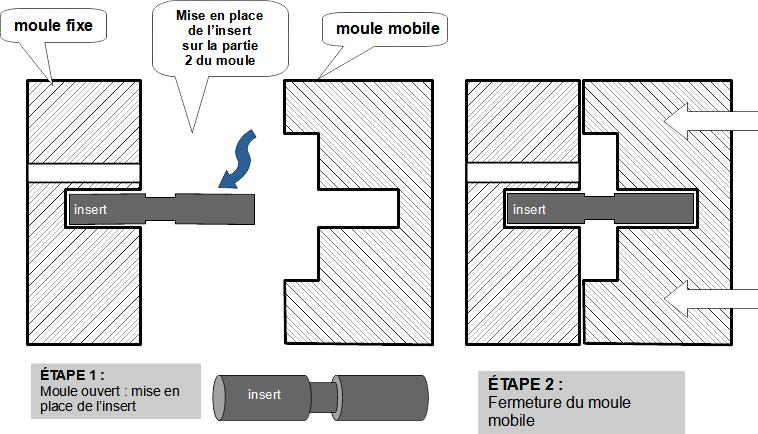 moule fixe
Mise en place
de l’insert
sur la partie
2 du moule
moule mobile
insert
insert
ÉTAPE 1 :
Moule ouvert : mise en
place de l’insert
insert
ÉTAPE 2 :
Fermeture du moule
mobile